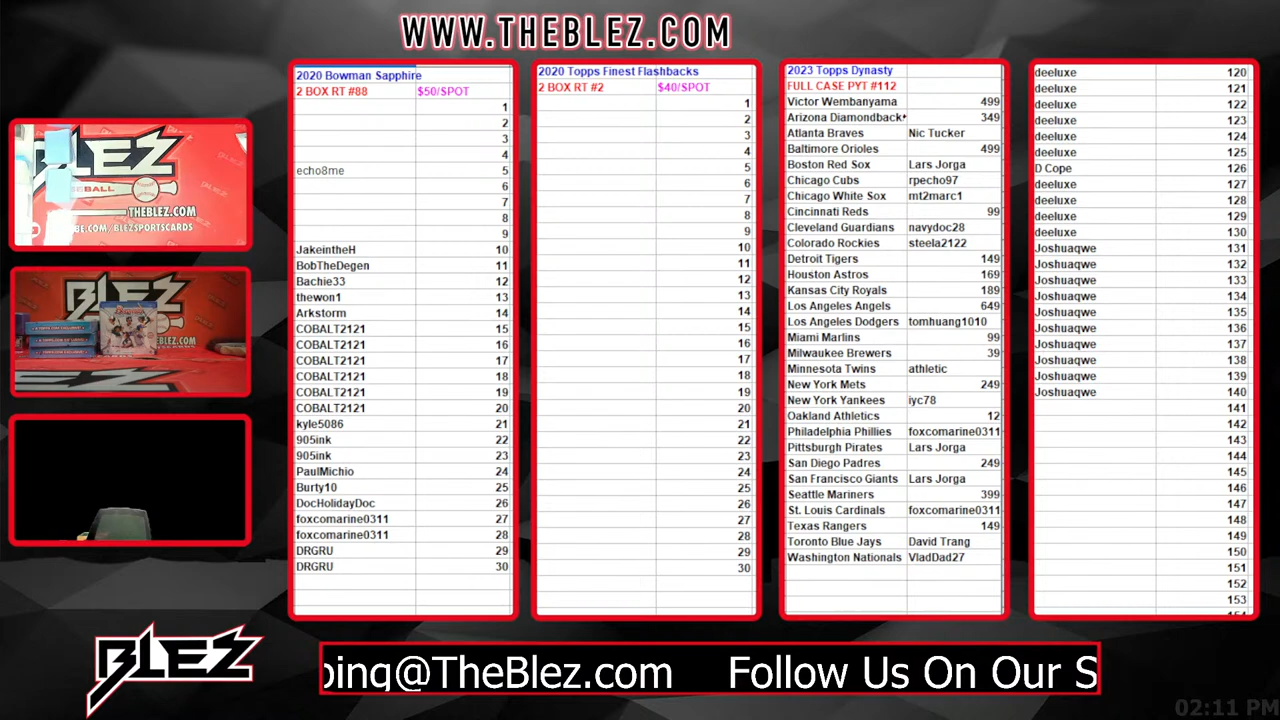 WWW.THEBLEZ.COM
BLEZ
BASEBALL
THEBLEZ.COM
BE.COM/BLEZSPORTSCARDS
BLEZ
2020 Bowman Sapphire
2 BOX RT #88 $50/SPOT
1
2
3
4
echo8me 5
6
7
8
9
JakeintheH 10
BobTheDegen 11
Bachie33 12
thewon1 13
Arkstorm 14
COBALT2121 15
COBALT2121 16
COBALT2121 17
COBALT2121 18
COBALT2121 19
COBALT2121 20
kyle5086 21
905ink 22
905ink 23
PaulMichio 24
Burty10 25
DocHolidayDoc 26
foxcomarine0311 27
foxcomarine0311 28
DRGRU 29
DRGRU 30
2020 Topps Finest Flashbacks
2 BOX RT #2 $40/SPOT
1
2
3
4
5
6
7
8
9
10
11
12
13
14
15
16
17
18
19
20
21
22
23
24
25
26
27
28
29
30
2023 Topps Dynasty
FULL CASE PYT #112
Victor Wembanyama 499
Arizona Diamondback 349
Atlanta Braves Nic Tucker
Baltimore Orioles 499
Boston Red Sox Lars Jorga
Chicago Cubs rpecho97
Chicago White Sox mt2marc1
Cincinnati Reds 99
Cleveland Guardians navydoc28
Colorado Rockies steela2122
Detroit Tigers 149
Houston Astros 169
Kansas City Royals 189
Los Angeles Angels 649
Los Angeles Dodgers tomhuang1010
Miami Marlins 99
Milwaukee Brewers 39
Minnesota Twins athletic
New York Mets 249
New York Yankees iyc78
Oakland Athletics 12
Philadelphia Phillies foxcomarine0311
Pittsburgh Pirates Lars Jorga
San Diego Padres 249
San Francisco Giants Lars Jorga
Seattle Mariners 399
St. Louis Cardinals foxcomarine0311
Texas Rangers 149
Toronto Blue Jays David Trang
Washington Nationals VladDad27
deeluxe 120
deeluxe 121
deeluxe 122
deeluxe 123
deeluxe 124
deeluxe 125
D Cope 126
deeluxe 127
deeluxe 128
deeluxe 129
deeluxe 130
Joshuaqwe 131
Joshuaqwe 132
Joshuaqwe 133
Joshuaqwe 134
Joshuaqwe 135
Joshuaqwe 136
Joshuaqwe 137
Joshuaqwe 138
Joshuaqwe 139
Joshuaqwe 140
141
142
143
144
145
146
147
148
149
150
151
152
153
BLEZ
ping@TheBlez.com Follow Us On Our S
02:11 PM